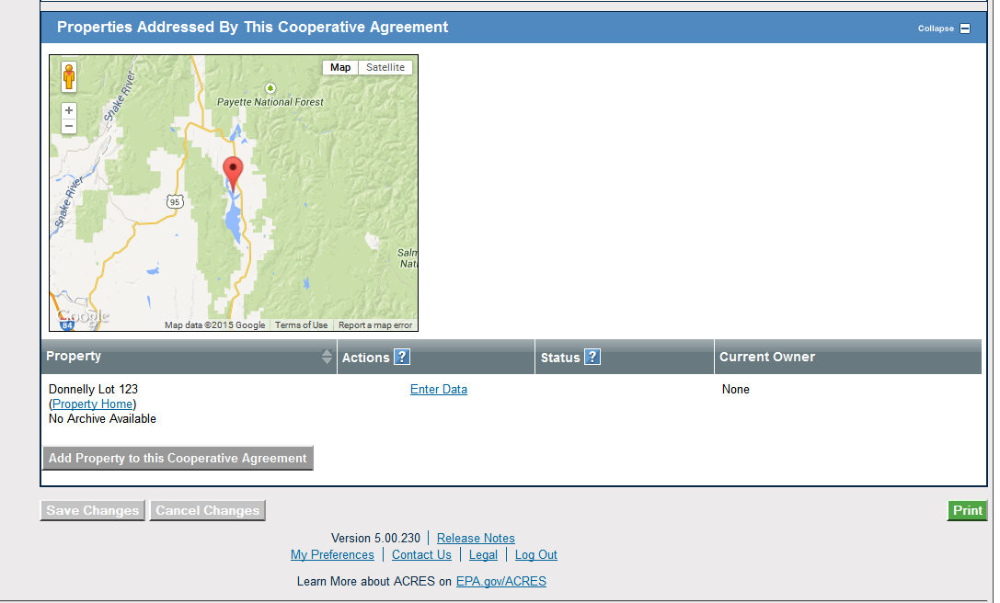 Properties Addressed By This Cooperative Agreement
Collapse
Map Satellite
Snake River
Payette National Forest
+
−
Snake River
95
Salm
Nati
84
Google
Map data ©2015 Google Terms of Use Report a map error
Property Actions ? Status ? Current Owner
Donnelly Lot 123 Enter Data None
(Property Home)
No Archive Available
Add Property to this Cooperative Agreement
Save Changes Cancel Changes Print
Version 5.00.230 | Release Notes
My Preferences | Contact Us | Legal | Log Out
Learn More about ACRES on EPA.gov/ACRES